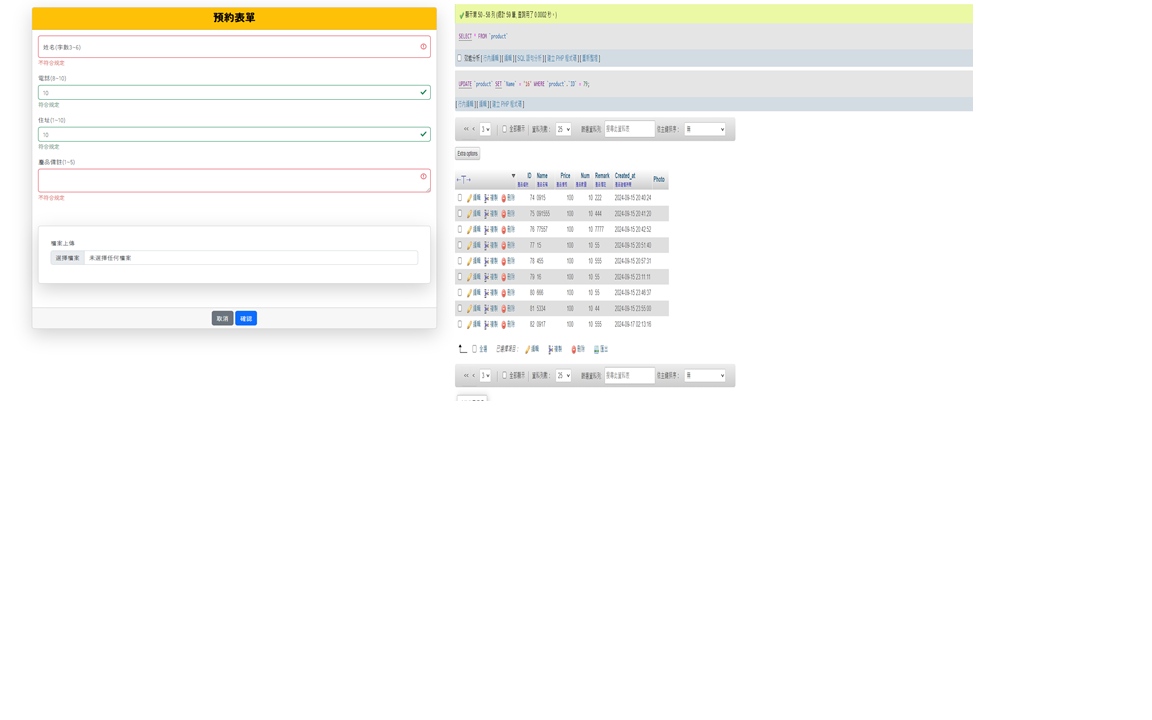 預約表單
姓名(字數3-6)
不符合規定
電話(8-10)
10
符合規定
住址(1-10)
10
符合規定
產品備註(1-5)
不符合規定
檔案上傳
選擇檔案 未選擇任何檔案
取消 確認
顯示第 50 - 58 列 (總計 59 筆, 查詢用了 0.0002 秒。)
SELECT * FROM `product`
效能分析 [ 行內編輯 ] [ 編輯 ] [ SQL 語句分析 ] [ 建立 PHP 程式碼 ] [ 重新整理 ]
UPDATE `product` SET `Name` = '16' WHERE `product`.`ID` = 79;
[ 行內編輯 ] [ 編輯 ] [ 建立 PHP 程式碼 ]
<< < 3 全部顯示 資料列數: 25 篩選資料列: 搜尋此資料表 依主鍵排序: 無
Extra options
←T→ ID Name Price Num Remark Created_at Photo
編輯 複製 刪除 74 0915 100 10 222 2024-09-15 20:40:24
編輯 複製 刪除 75 091555 100 10 444 2024-09-15 20:41:20
編輯 複製 刪除 76 77557 100 10 7777 2024-09-15 20:42:52
編輯 複製 刪除 77 15 100 10 55 2024-09-15 20:51:40
編輯 複製 刪除 78 455 100 10 555 2024-09-15 20:57:31
編輯 複製 刪除 79 16 100 10 55 2024-09-15 23:11:11
編輯 複製 刪除 80 666 100 10 55 2024-09-15 23:48:37
編輯 複製 刪除 81 5334 100 10 44 2024-09-15 23:55:00
編輯 複製 刪除 82 0917 100 10 555 2024-09-17 02:13:16
全選 已選擇項目: 編輯 複製 刪除 匯出
<< < 3 全部顯示 資料列數: 25 篩選資料列: 搜尋此資料表 依主鍵排序: 無